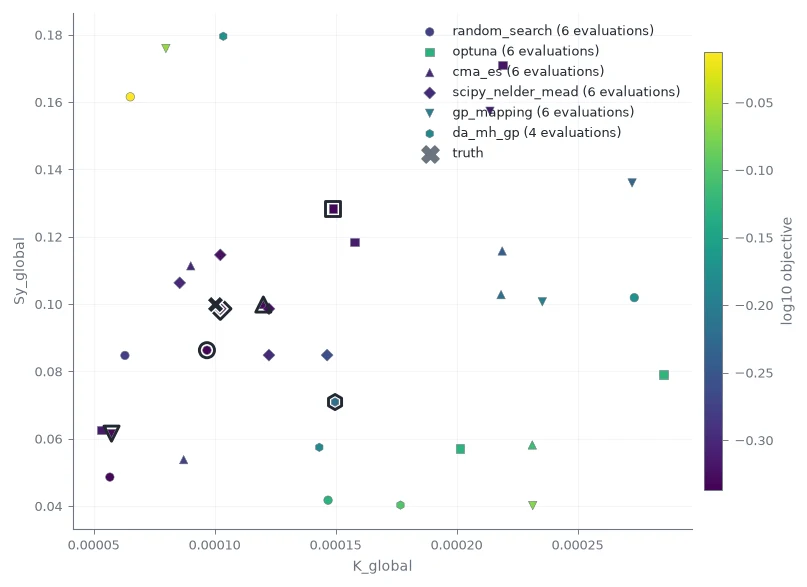 random_search (6 evaluations)
optuna (6 evaluations)
cma_es (6 evaluations)
scipy_nelder_mead (6 evaluations)
gp_mapping (6 evaluations)
da_mh_gp (4 evaluations)
truth
0.18
0.16
0.14
0.12
0.10
0.08
0.06
0.04
Sy_global
0.00005
0.00010
0.00015
0.00020
0.00025
K_global
−0.05
−0.10
−0.15
−0.20
−0.25
−0.30
log10 objective